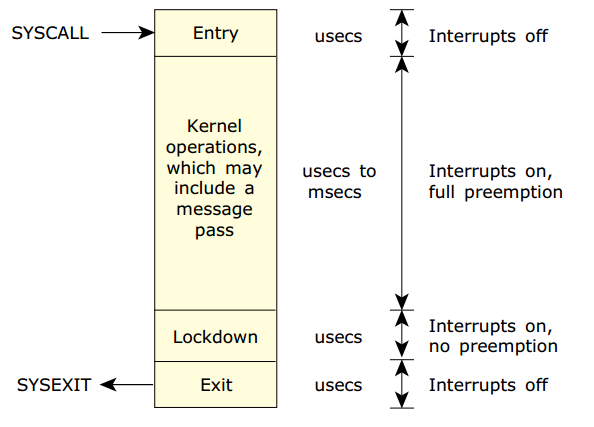 SYSCALL
Entry
usecs
Interrupts off
Kernel
operations,
which may
include a
message
pass
usecs to
msecs
Interrupts on,
full preemption
Lockdown
usecs
Interrupts on,
no preemption
SYSEXIT
Exit
usecs
Interrupts off